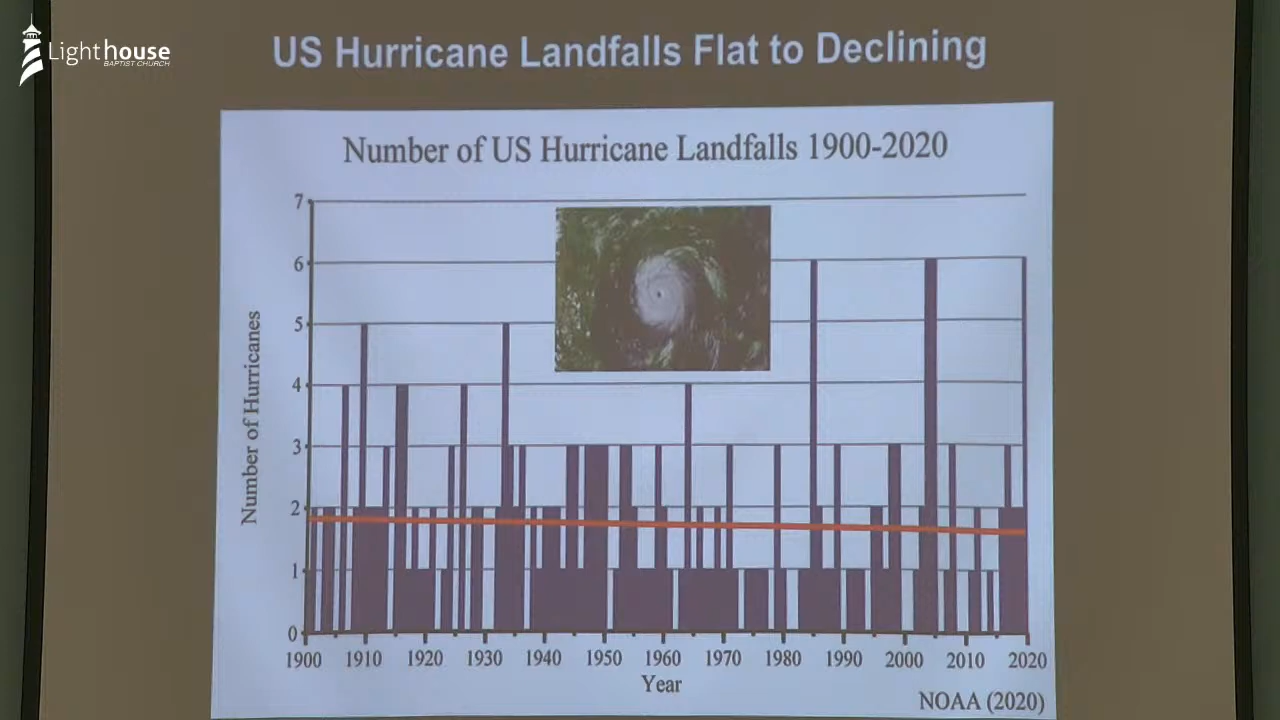 Lighthouse
BAPTIST CHURCH
US Hurricane Landfalls Flat to Declining
Number of US Hurricane Landfalls 1900-2020
7
6
5
4
3
2
1
0
Number of Hurricanes
1900 1910 1920 1930 1940 1950 1960 1970 1980 1990 2000 2010 2020
Year
NOAA (2020)